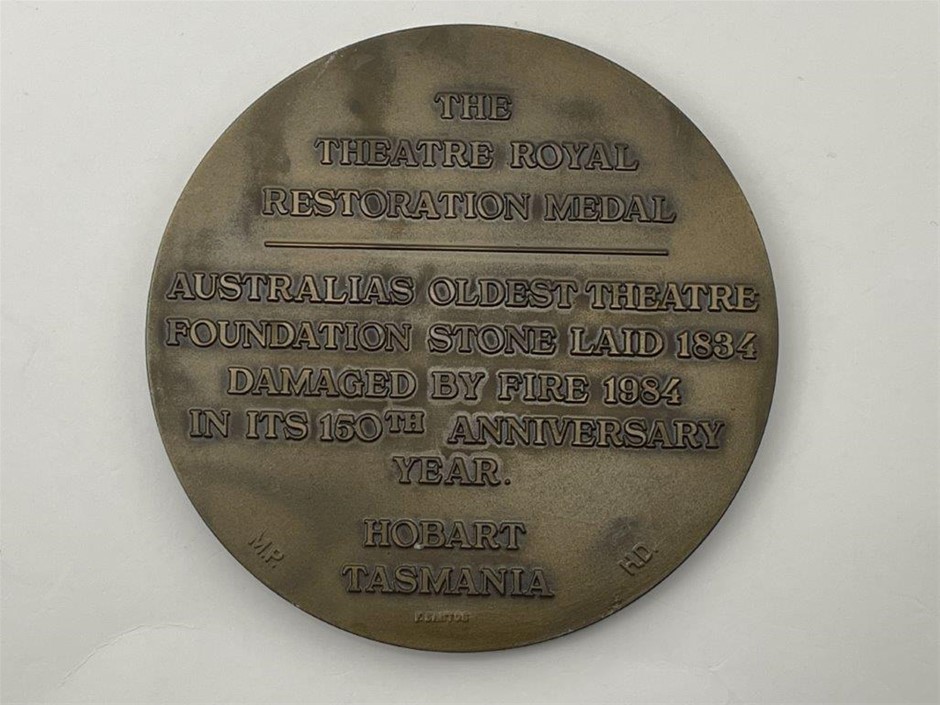 THE
THEATRE ROYAL
RESTORATION MEDAL
AUSTRALIAS OLDEST THEATRE
FOUNDATION STONE LAID 1834
DAMAGED BY FIRE 1984
IN ITS 150TH ANNIVERSARY
YEAR.
HOBART
TASMANIA
M.P.
H.D.